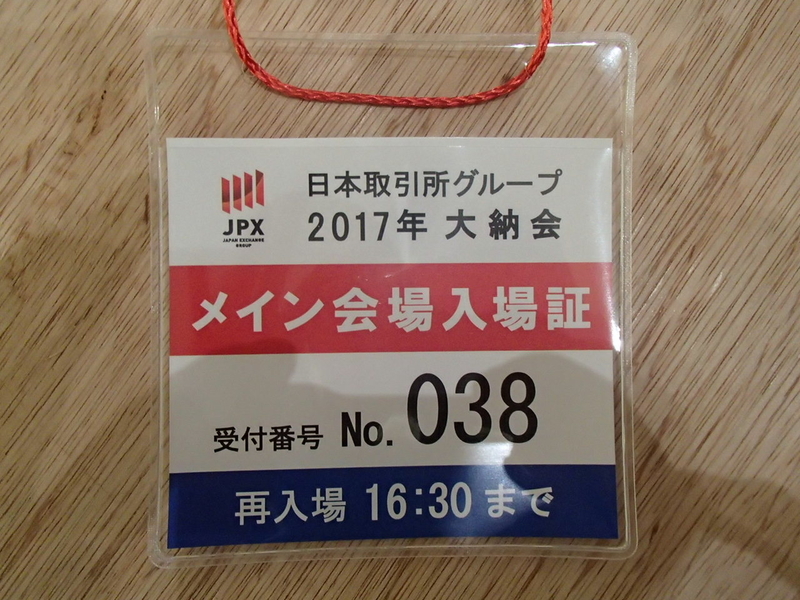 JPX
JAPAN EXCHANGE
GROUP
日本取引所グループ
2017年 大納会
メイン会場入場証
受付番号 No. 038
再入場 16:30 まで